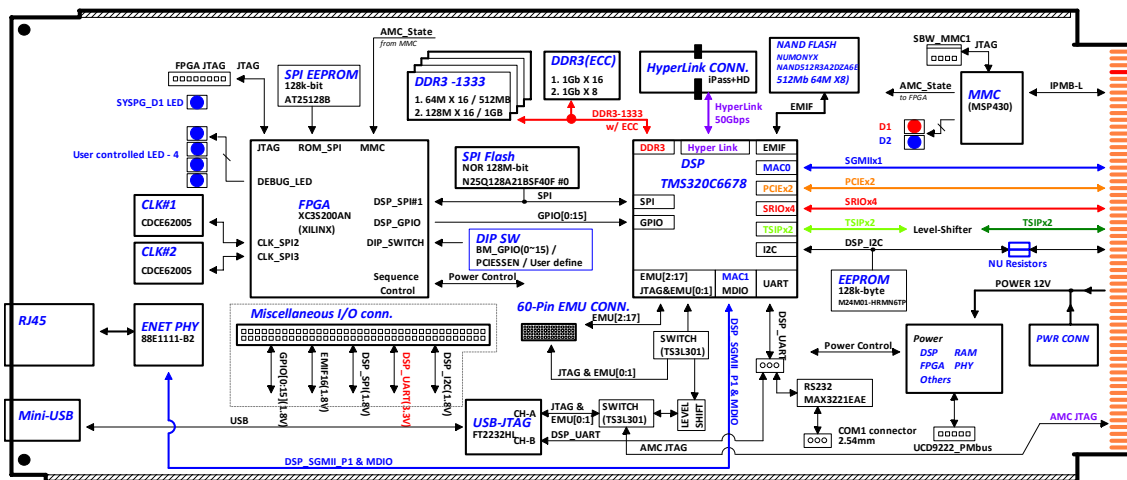 AMC_State
from MMC
FPGA JTAG
JTAG
SYSPG_D1 LED
User controlled LED - 4
SPI EEPROM
128k-bit
AT25128B
DDR3 -1333
1. 64M X 16 / 512MB
2. 128M X 16 / 1GB
DDR3(ECC)
1. 1Gb X 16
2. 1Gb X 8
DDR3-1333
w/ ECC
HyperLink CONN.
iPass+HD
HyperLink
50Gbps
NAND FLASH
NUMONYX
NAND512R3A2DZA6E
512Mb 64M X8)
EMIF
SBW_MMC1
JTAG
AMC_State
to FPGA
MMC
(MSP430)
IPMB-L
D1
D2
JTAG
ROM_SPI
MMC
DEBUG_LED
FPGA
XC3S200AN
(XILINX)
DSP_SPI#1
DSP_GPIO
DIP_SWITCH
CLK_SPI2
CLK_SPI3
Sequence
Control
CLK#1
CDCE62005
CLK#2
CDCE62005
SPI Flash
NOR 128M-bit
N25Q128A21BSF40F #0
SPI
GPIO[0:15]
DIP SW
BM_GPIO(0~15) /
PCIESSEN / User define
Power Control
DDR3
Hyper Link
EMIF
DSP
TMS320C6678
MAC0
PCIEx2
SRIOx4
TSIPx2
I2C
SPI
GPIO
EMU[2:17]
JTAG&EMU[0:1]
MAC1
MDIO
UART
SGMIIx1
PCIEx2
SRIOx4
TSIPx2
Level-Shifter
TSIPx2
DSP_I2C
NU Resistors
EEPROM
128k-byte
M24M01-HRMN6TP
POWER 12V
Power
DSP RAM
FPGA PHY
Others
PWR CONN
Power Control
UCD9222_PMbus
AMC JTAG
RJ45
ENET PHY
88E1111-B2
Miscellaneous I/O conn.
GPIO[0:15](1.8V)
EMIF16(1.8V)
DSP_SPI(1.8V)
DSP_UART(3.3V)
DSP_I2C(1.8V)
60-Pin EMU CONN.
EMU[2:17]
SWITCH
(TS3L301)
JTAG & EMU[0:1]
DSP_SGMII_P1 & MDIO
DSP_UART
RS232
MAX3221EAE
COM1 connector
2.54mm
Mini-USB
USB
USB-JTAG
FT2232HL
CH-A
CH-B
JTAG &
EMU[0:1]
SWITCH
(TS3L301)
LEVEL
SHIFT
DSP_UART
AMC JTAG
DSP_SGMII_P1 & MDIO